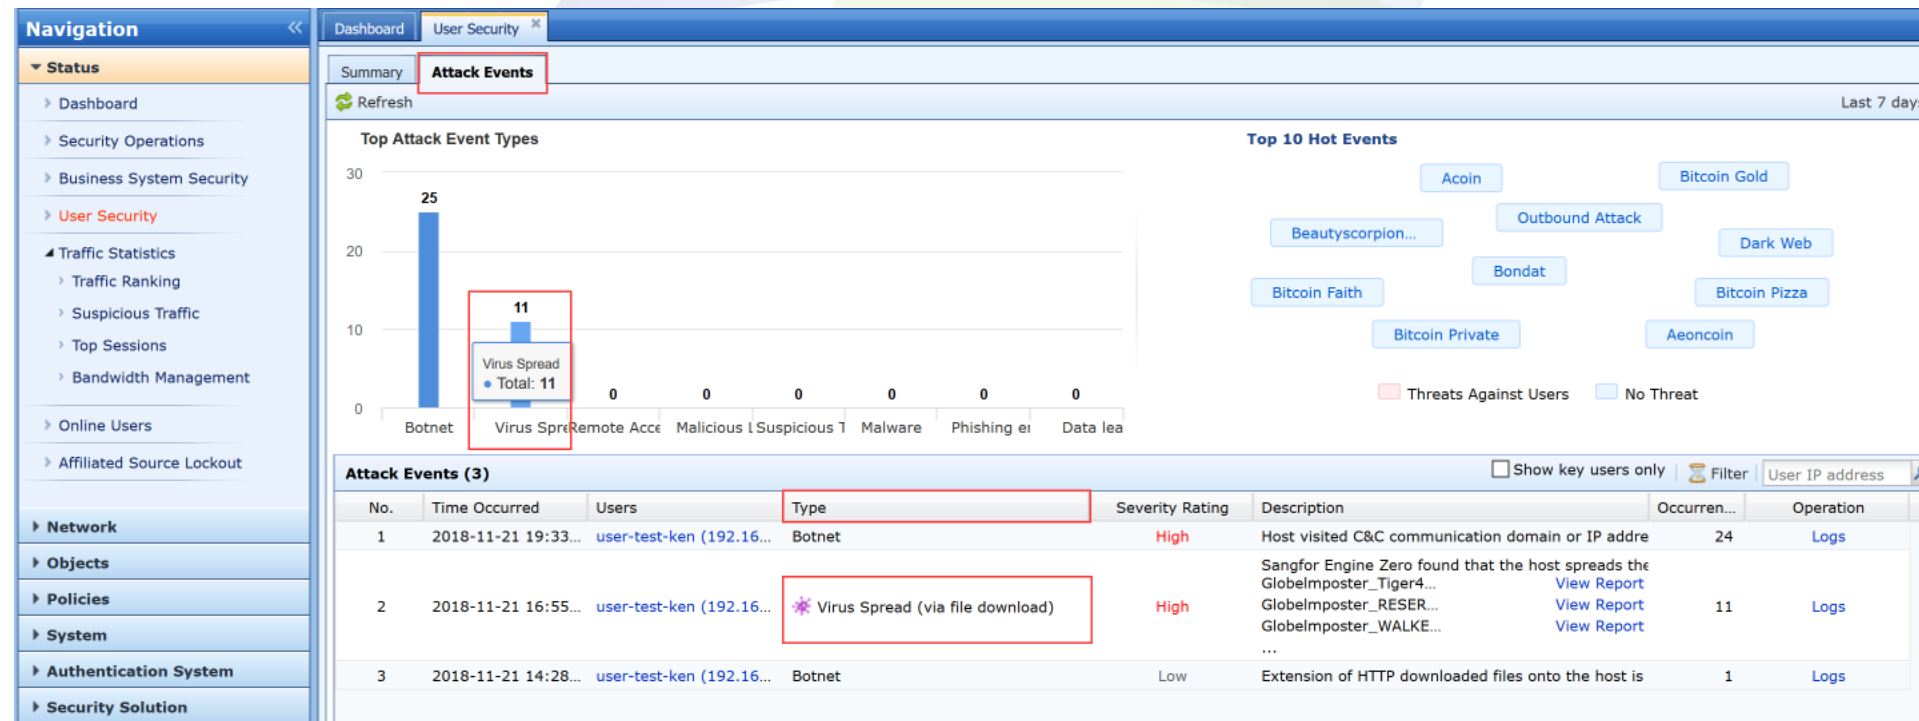 Navigation
Status
Dashboard
Security Operations
Business System Security
User Security
Traffic Statistics
Traffic Ranking
Suspicious Traffic
Top Sessions
Bandwidth Management
Online Users
Affiliated Source Lockout
Network
Objects
Policies
System
Authentication System
Security Solution
Dashboard User Security
Summary Attack Events
Refresh Last 7 day
Top Attack Event Types
30
20
10
0
25
11
0 0 0 0 0 0
Virus Spread
Total: 11
Botnet Virus Spre Remote Acce Malicious Suspicious Malware Phishing Data lea
Top 10 Hot Events
Acoin Bitcoin Gold
Outbound Attack
Beautyscorpion... Dark Web
Bondat
Bitcoin Faith Bitcoin Pizza
Bitcoin Private Aeoncoin
Threats Against Users No Threat
Attack Events (3) Show key users only Filter User IP address
No. Time Occurred Users Type Severity Rating Description Occurren... Operation
1 2018-11-21 19:33... user-test-ken (192.16... Botnet High Host visited C&C communication domain or IP addre 24 Logs
2 2018-11-21 16:55... user-test-ken (192.16... Virus Spread (via file download) High Sangfor Engine Zero found that the host spreads the 11 Logs
GlobeImposter_Tiger4... View Report
GlobeImposter_RESER... View Report
GlobeImposter_WALKE... View Report
...
3 2018-11-21 14:28... user-test-ken (192.16... Botnet Low Extension of HTTP downloaded files onto the host is 1 Logs